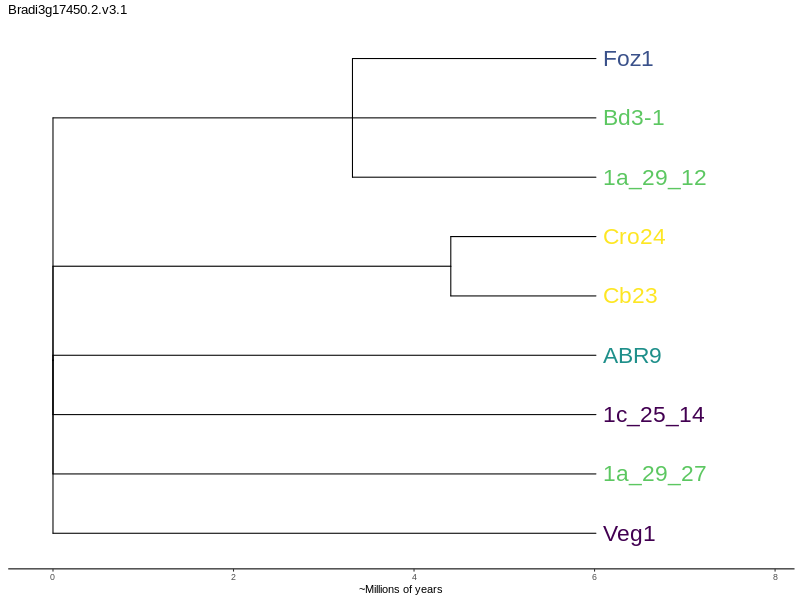 Bradi3g17450.2.v3.1
Foz1
Bd3-1
1a_29_12
Cro24
Cb23
ABR9
1c_25_14
1a_29_27
Veg1
0 2 4 6 8
~Millions of years